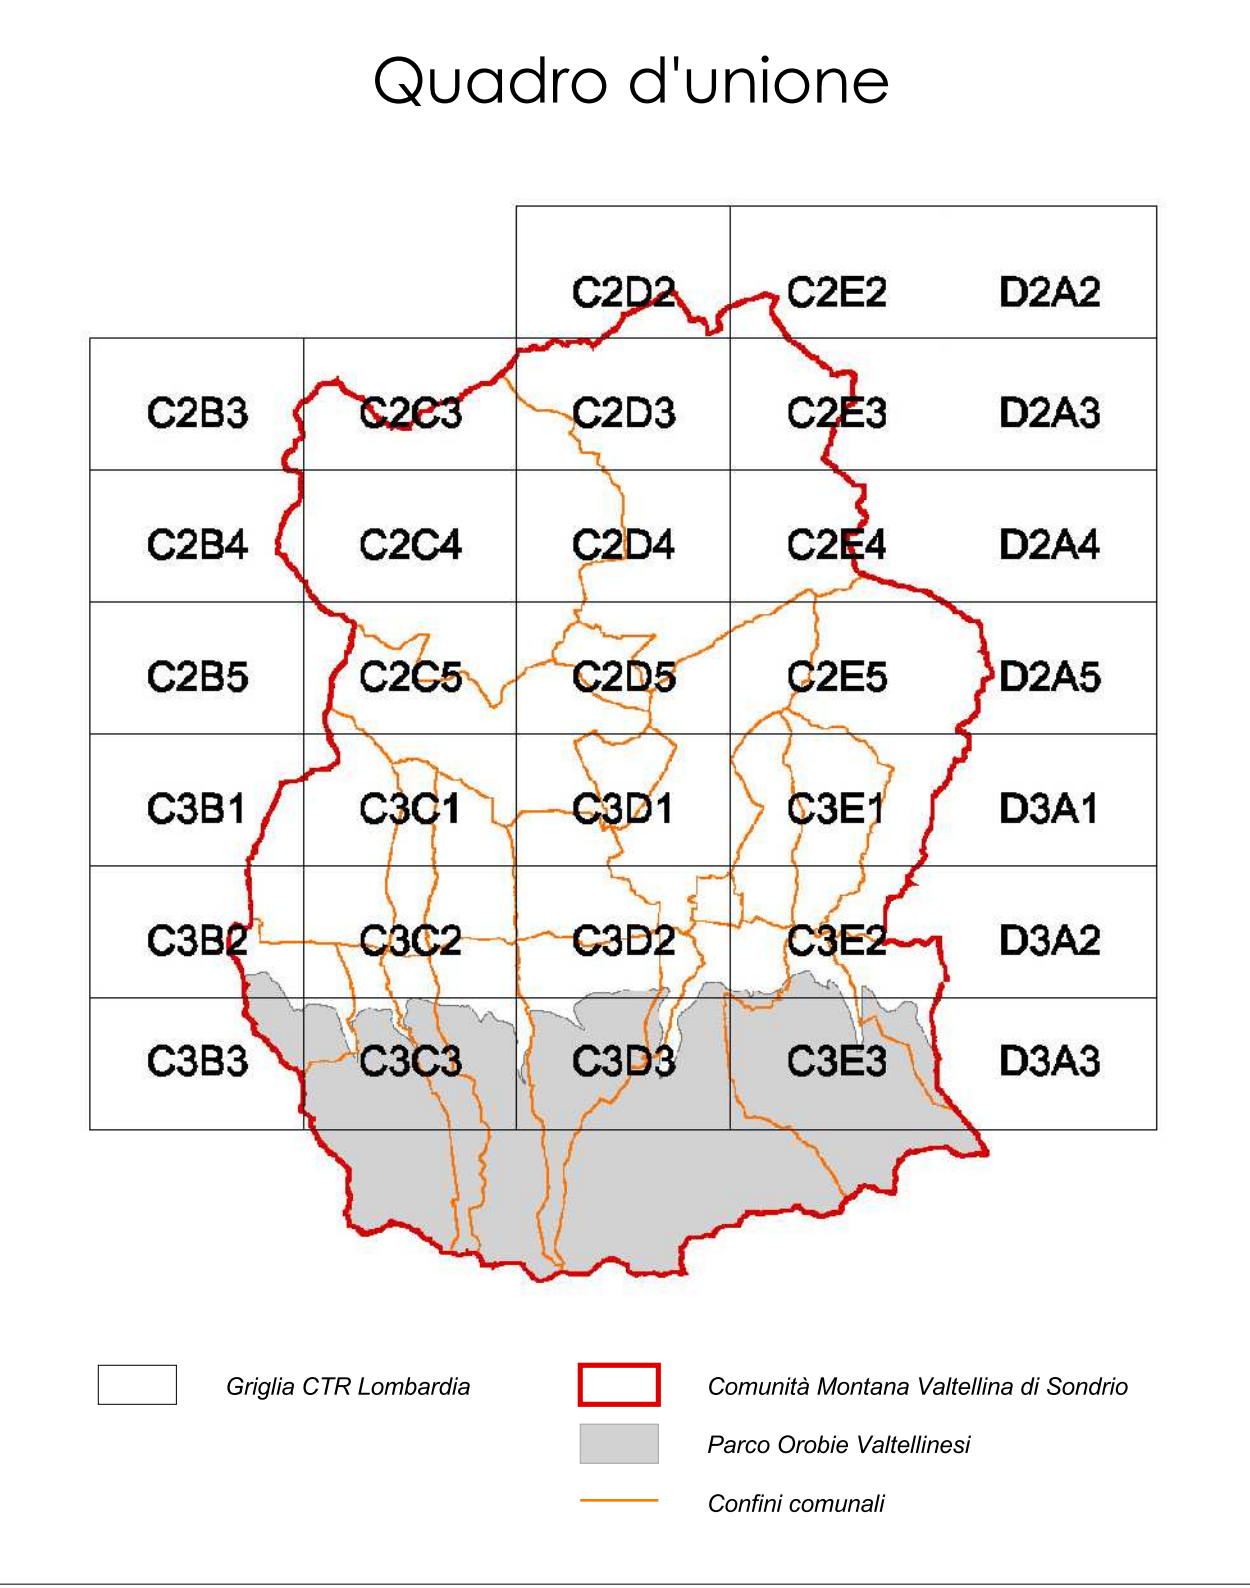 Quadro d'unione
C2D2 C2E2 D2A2
C2B3 C2C3 C2D3 C2E3 D2A3
C2B4 C2C4 C2D4 C2E4 D2A4
C2B5 C2C5 C2D5 C2E5 D2A5
C3B1 C3C1 C3D1 C3E1 D3A1
C3B2 C3C2 C3D2 C3E2 D3A2
C3B3 C3C3 C3D3 C3E3 D3A3
Griglia CTR Lombardia
Comunità Montana Valtellina di Sondrio
Parco Orobie Valtellinesi
Confini comunali